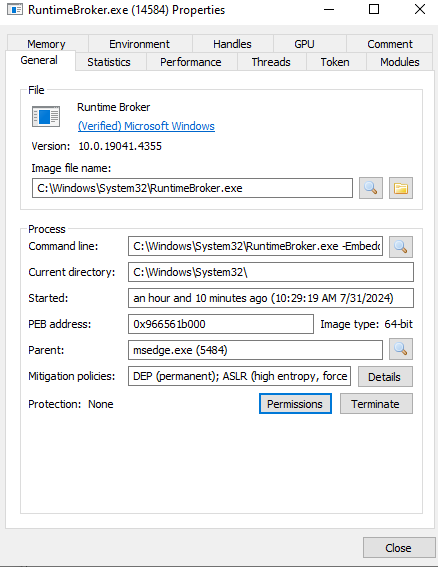 RuntimeBroker.exe (14584) Properties
Memory Environment Handles GPU Comment
General Statistics Performance Threads Token Modules
File
Runtime Broker
(Verified) Microsoft Windows
Version: 10.0.19041.4355
Image file name:
C:\Windows\System32\RuntimeBroker.exe
Process
Command line: C:\Windows\System32\RuntimeBroker.exe -Embedd
Current directory: C:\Windows\System32\
Started: an hour and 10 minutes ago (10:29:19 AM 7/31/2024)
PEB address: 0x966561b000 Image type: 64-bit
Parent: msedge.exe (5484)
Mitigation policies: DEP (permanent); ASLR (high entropy, force Details
Protection: None Permissions Terminate
Close